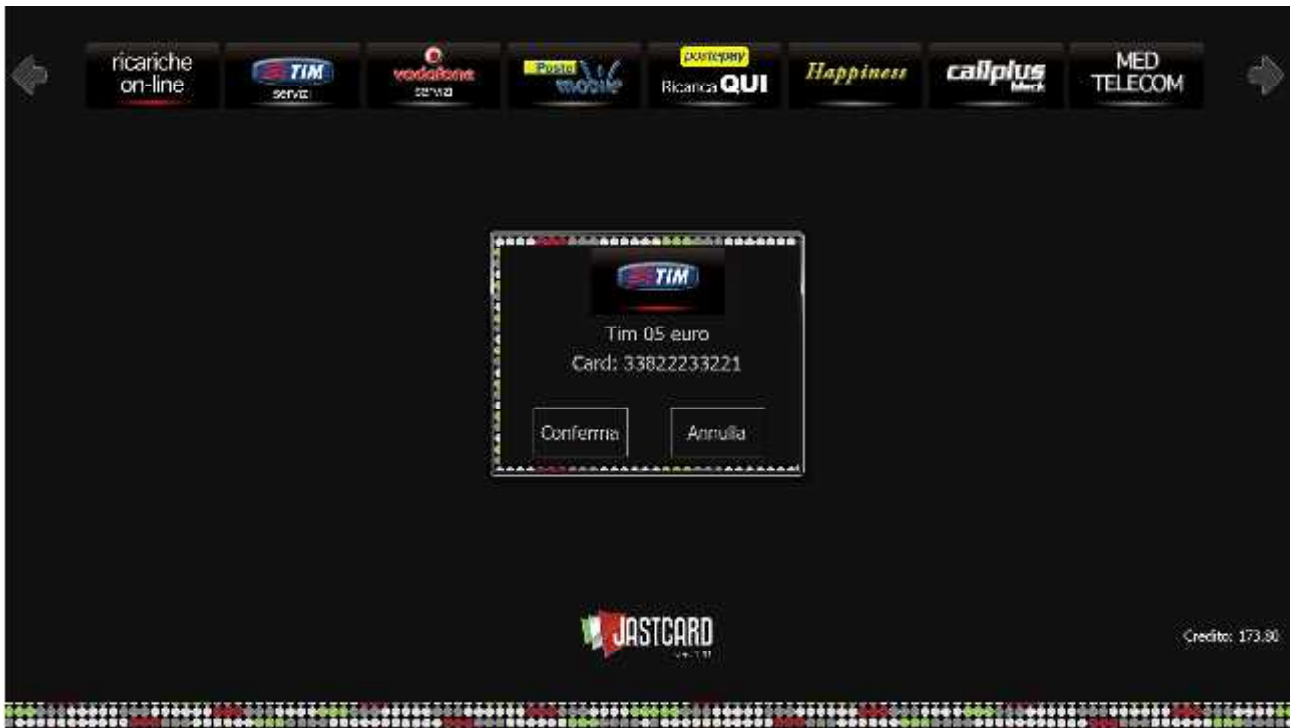 ricariche
on-line
TIM
servizi
vodafone
servizi
Poste
mobile
postepay
Ricarica QUI
Happiness
callplus
black
MED
TELECOM
TIM
Tim 05 euro
Card: 33822233221
Conferma
Annulla
JASTCARD
Credito: 173.80